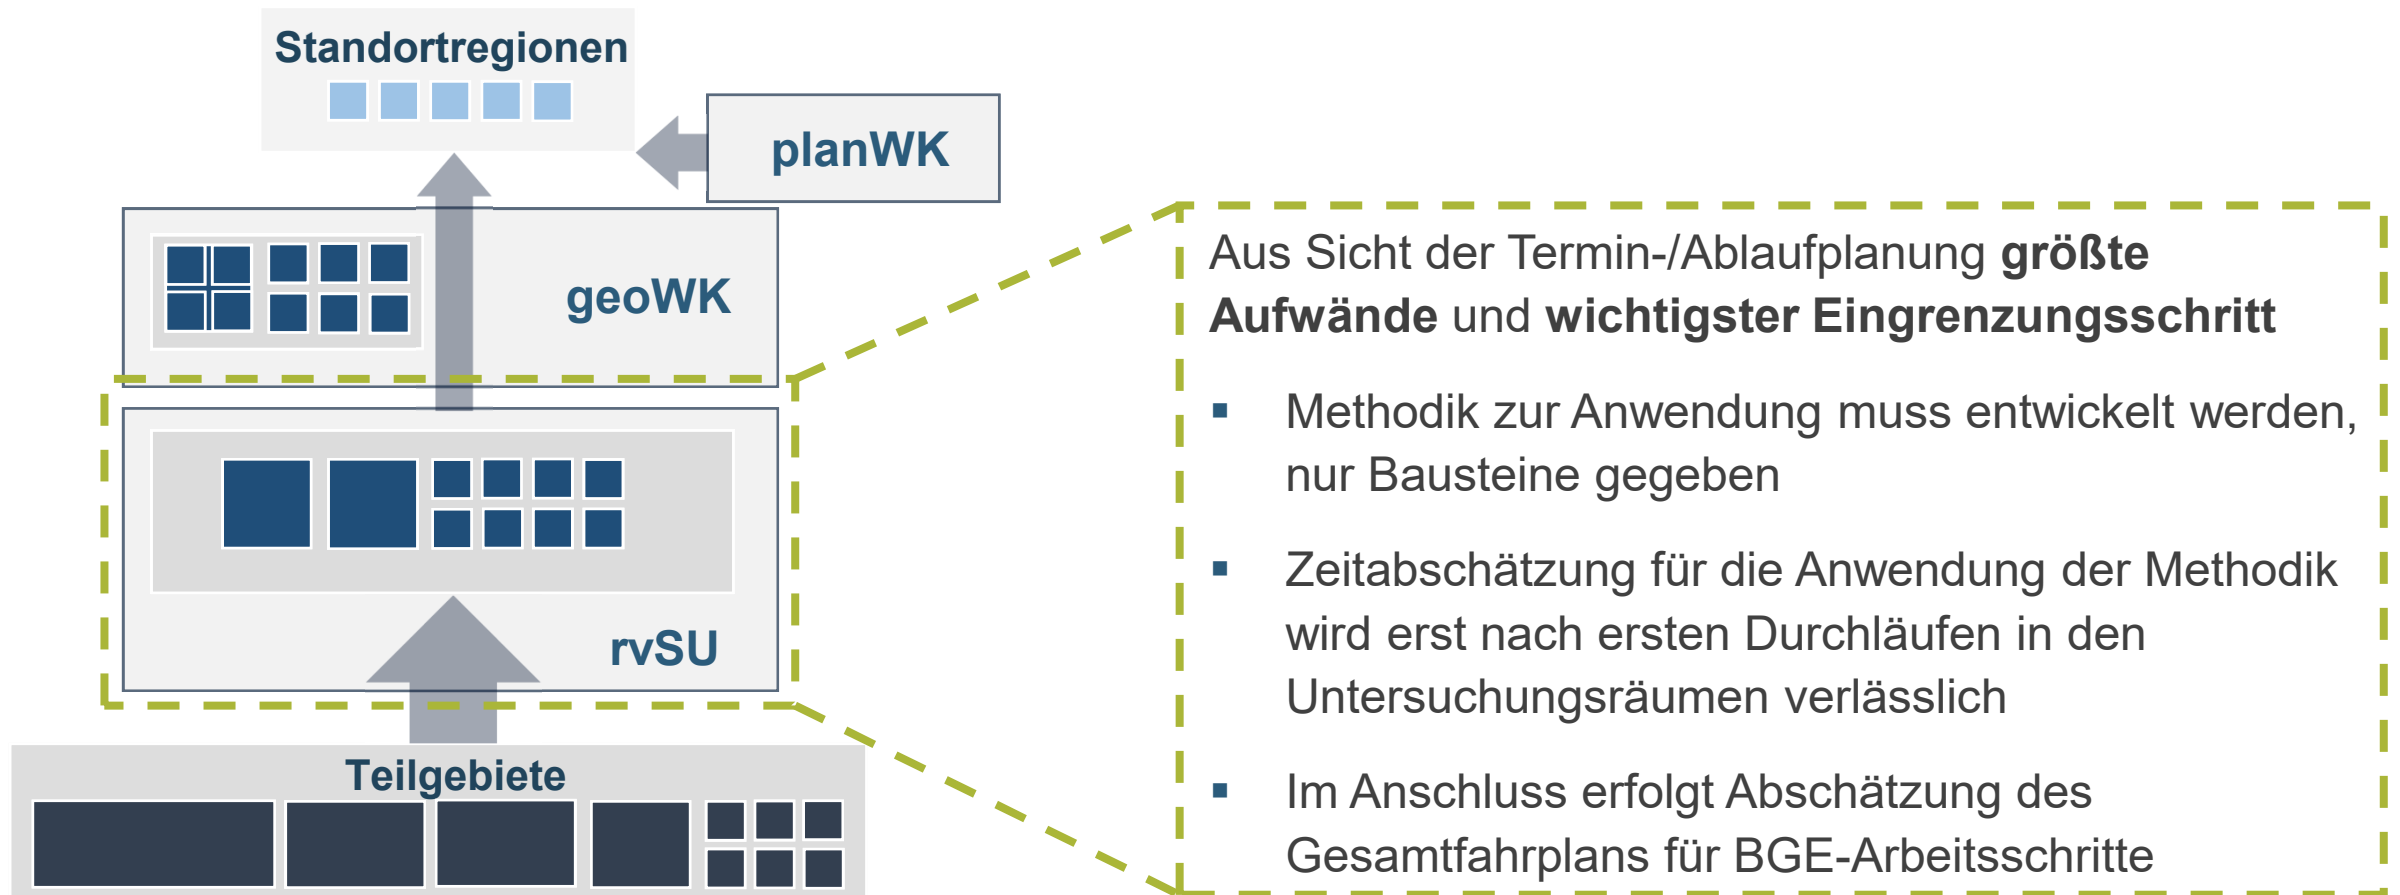 Standortregionen
planWK
geoWK
rvSU
Teilgebiete
Aus Sicht der Termin-/Ablaufplanung größte
Aufwände und wichtigster Eingrenzungsschritt
▪ Methodik zur Anwendung muss entwickelt werden,
nur Bausteine gegeben
▪ Zeitabschätzung für die Anwendung der Methodik
wird erst nach ersten Durchläufen in den
Untersuchungsräumen verlässlich
▪ Im Anschluss erfolgt Abschätzung des
Gesamtfahrplans für BGE-Arbeitsschritte